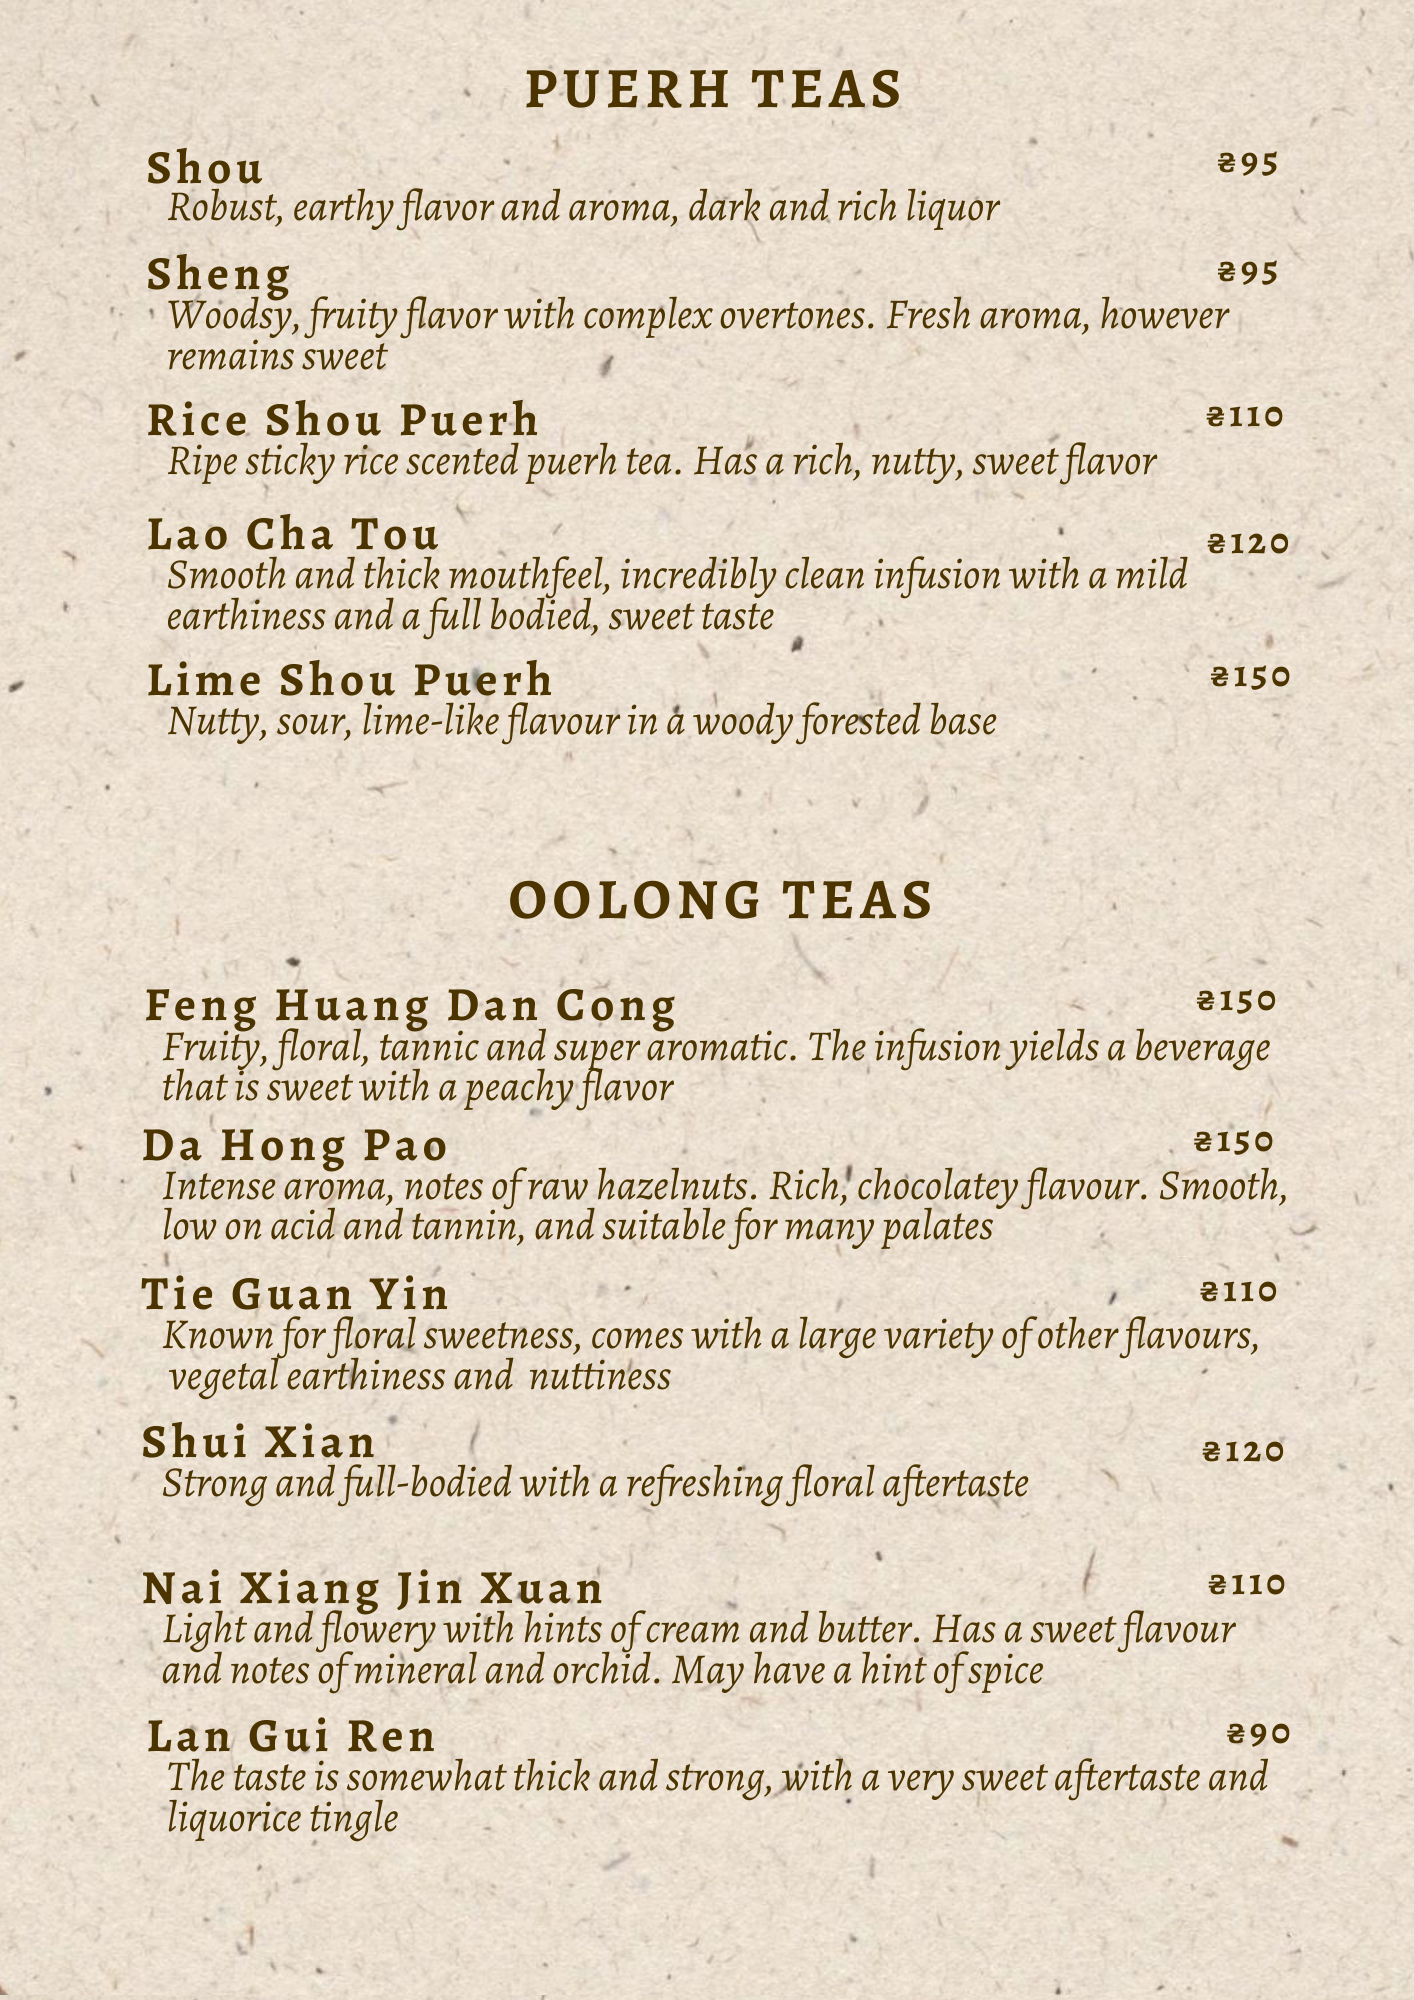 PUERH TEAS
Shou ₴95
Robust, earthy flavor and aroma, dark and rich liquor
Sheng ₴95
Woodsy, fruity flavor with complex overtones. Fresh aroma, however
remains sweet
Rice Shou Puerh ₴110
Ripe sticky rice scented puerh tea. Has a rich, nutty, sweet flavor
Lao Cha Tou ₴120
Smooth and thick mouthfeel, incredibly clean infusion with a mild
earthiness and a full bodied, sweet taste
Lime Shou Puerh ₴150
Nutty, sour, lime-like flavour in a woody forested base
OOLONG TEAS
Feng Huang Dan Cong ₴150
Fruity, floral, tannic and super aromatic. The infusion yields a beverage
that is sweet with a peachy flavor
Da Hong Pao ₴150
Intense aroma, notes of raw hazelnuts. Rich, chocolatey flavour. Smooth,
low on acid and tannin, and suitable for many palates
Tie Guan Yin ₴110
Known for floral sweetness, comes with a large variety of other flavours,
vegetal earthiness and nuttiness
Shui Xian ₴120
Strong and full-bodied with a refreshing floral aftertaste
Nai Xiang Jin Xuan ₴110
Light and flowery with hints of cream and butter. Has a sweet flavour
and notes of mineral and orchid. May have a hint of spice
Lan Gui Ren ₴90
The taste is somewhat thick and strong, with a very sweet aftertaste and
liquorice tingle